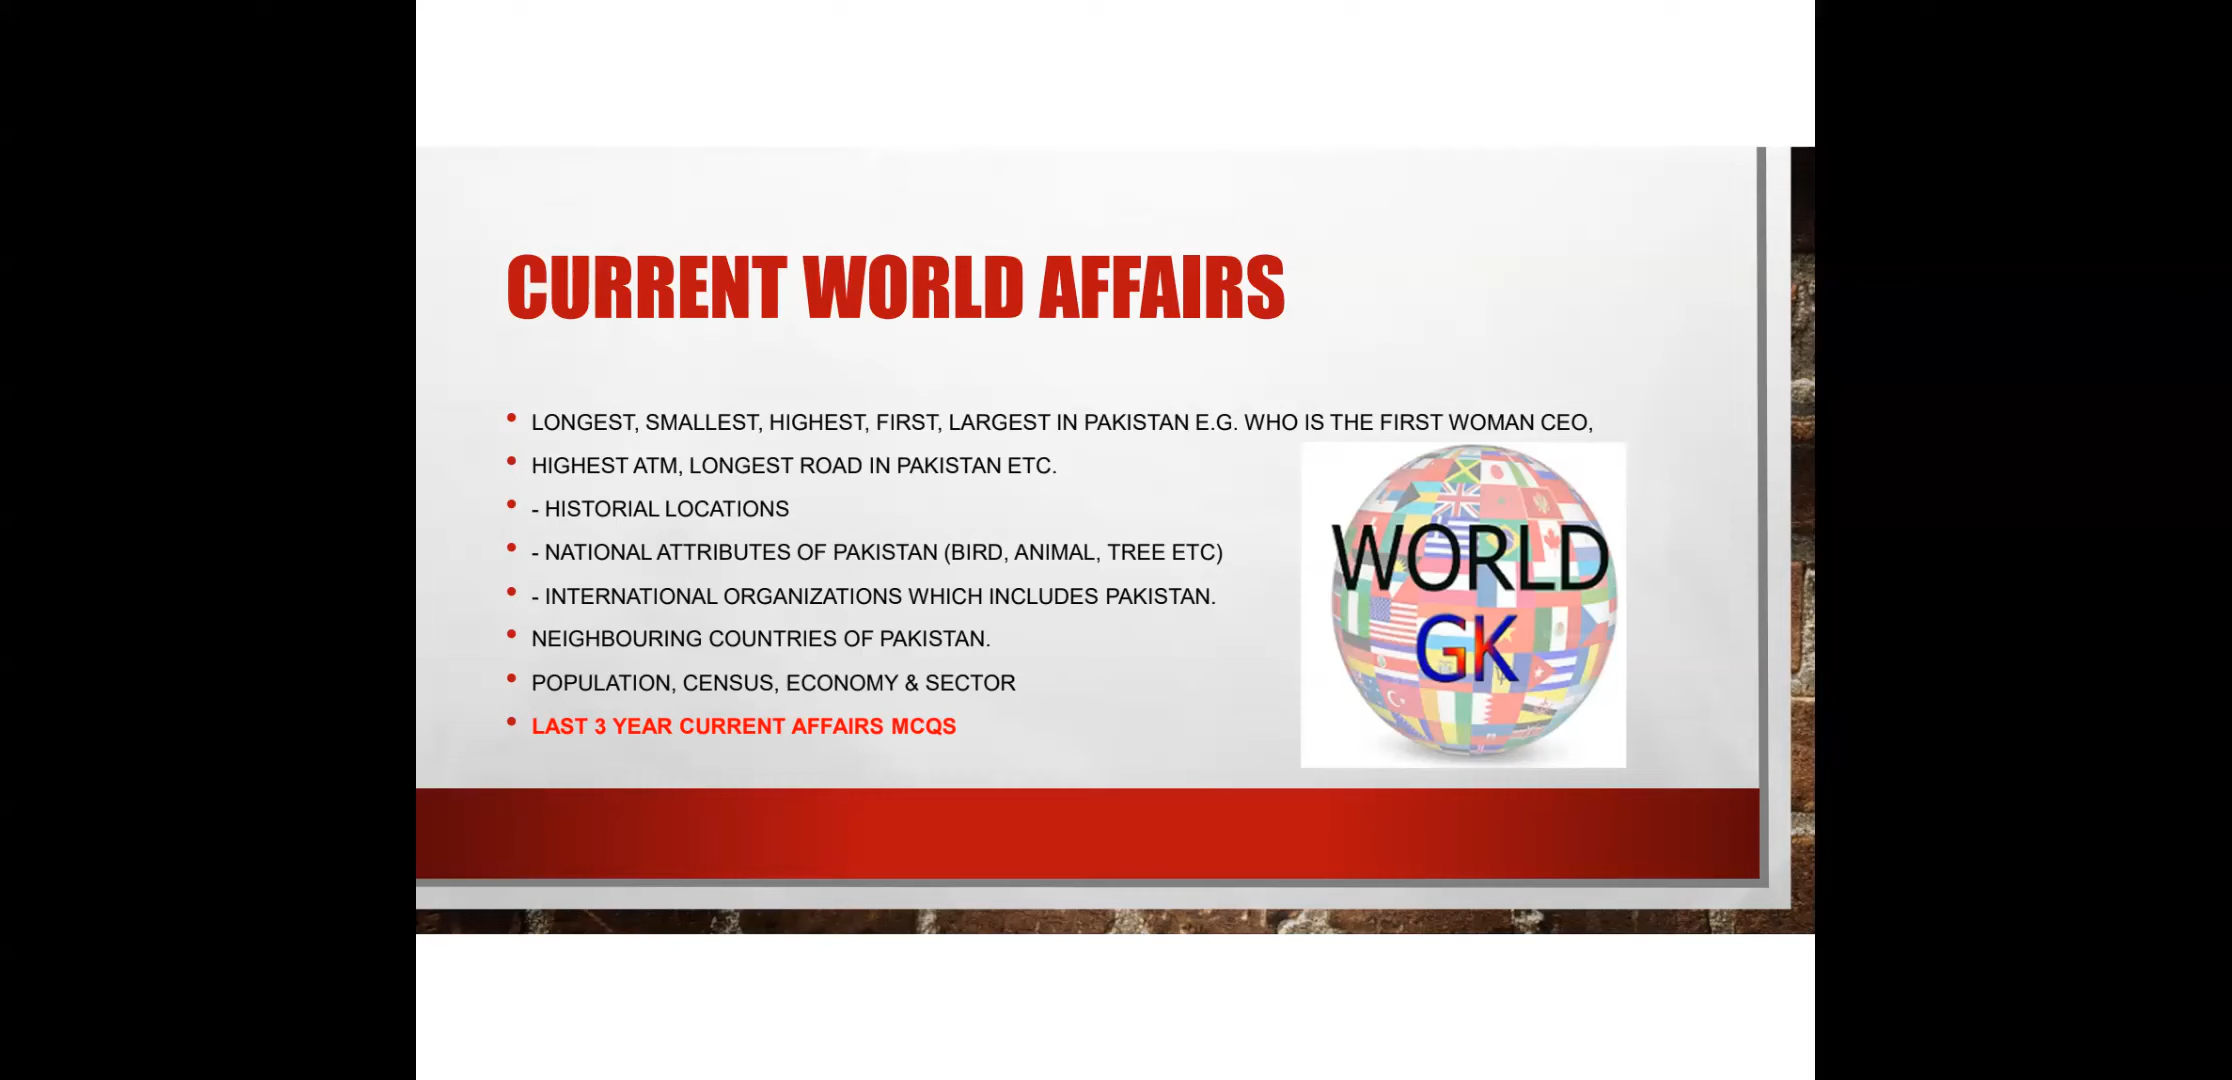 CURRENT WORLD AFFAIRS
LONGEST, SMALLEST, HIGHEST, FIRST, LARGEST IN PAKISTAN E.G. WHO IS THE FIRST WOMAN CEO,
HIGHEST ATM, LONGEST ROAD IN PAKISTAN ETC.
- HISTORIAL LOCATIONS
- NATIONAL ATTRIBUTES OF PAKISTAN (BIRD, ANIMAL, TREE ETC)
- INTERNATIONAL ORGANIZATIONS WHICH INCLUDES PAKISTAN.
NEIGHBOURING COUNTRIES OF PAKISTAN.
POPULATION, CENSUS, ECONOMY & SECTOR
LAST 3 YEAR CURRENT AFFAIRS MCQS
WORLD
GK